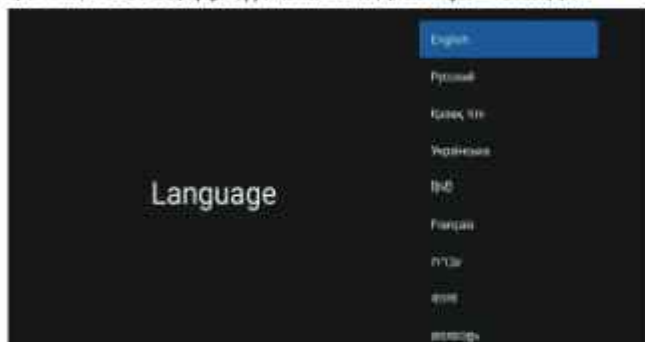 Language
English
Русский
Қазақ тілі
Українська
हिन्दी
Français
עברית
বাংলা